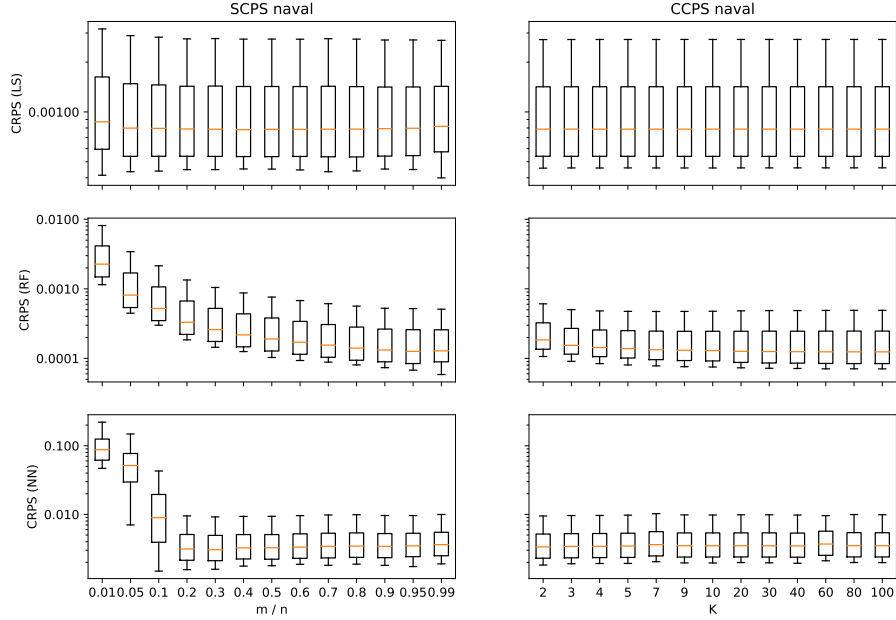 SCPS naval
CCPS naval
CRPS (LS)
0.00100
CRPS (RF)
0.0100
0.0010
0.0001
CRPS (NN)
0.100
0.010
0.01 0.05 0.1 0.2 0.3 0.4 0.5 0.6 0.7 0.8 0.9 0.95 0.99
m / n
2 3 4 5 7 9 10 20 30 40 60 80 100
K